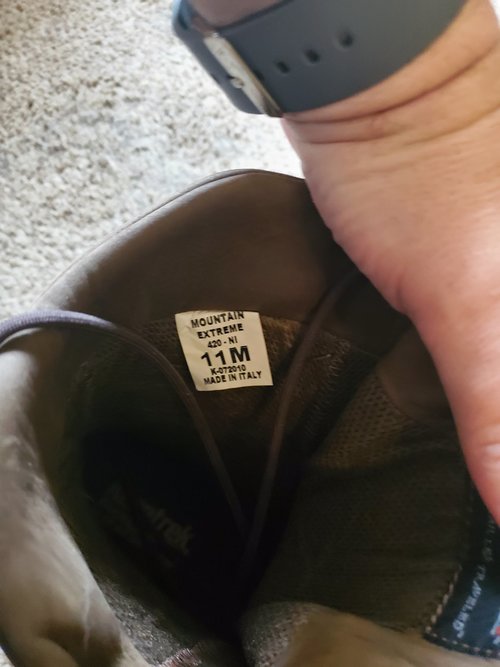 MOUNTAIN
EXTREME
420 - NI
11M
K-072010
MADE IN ITALY